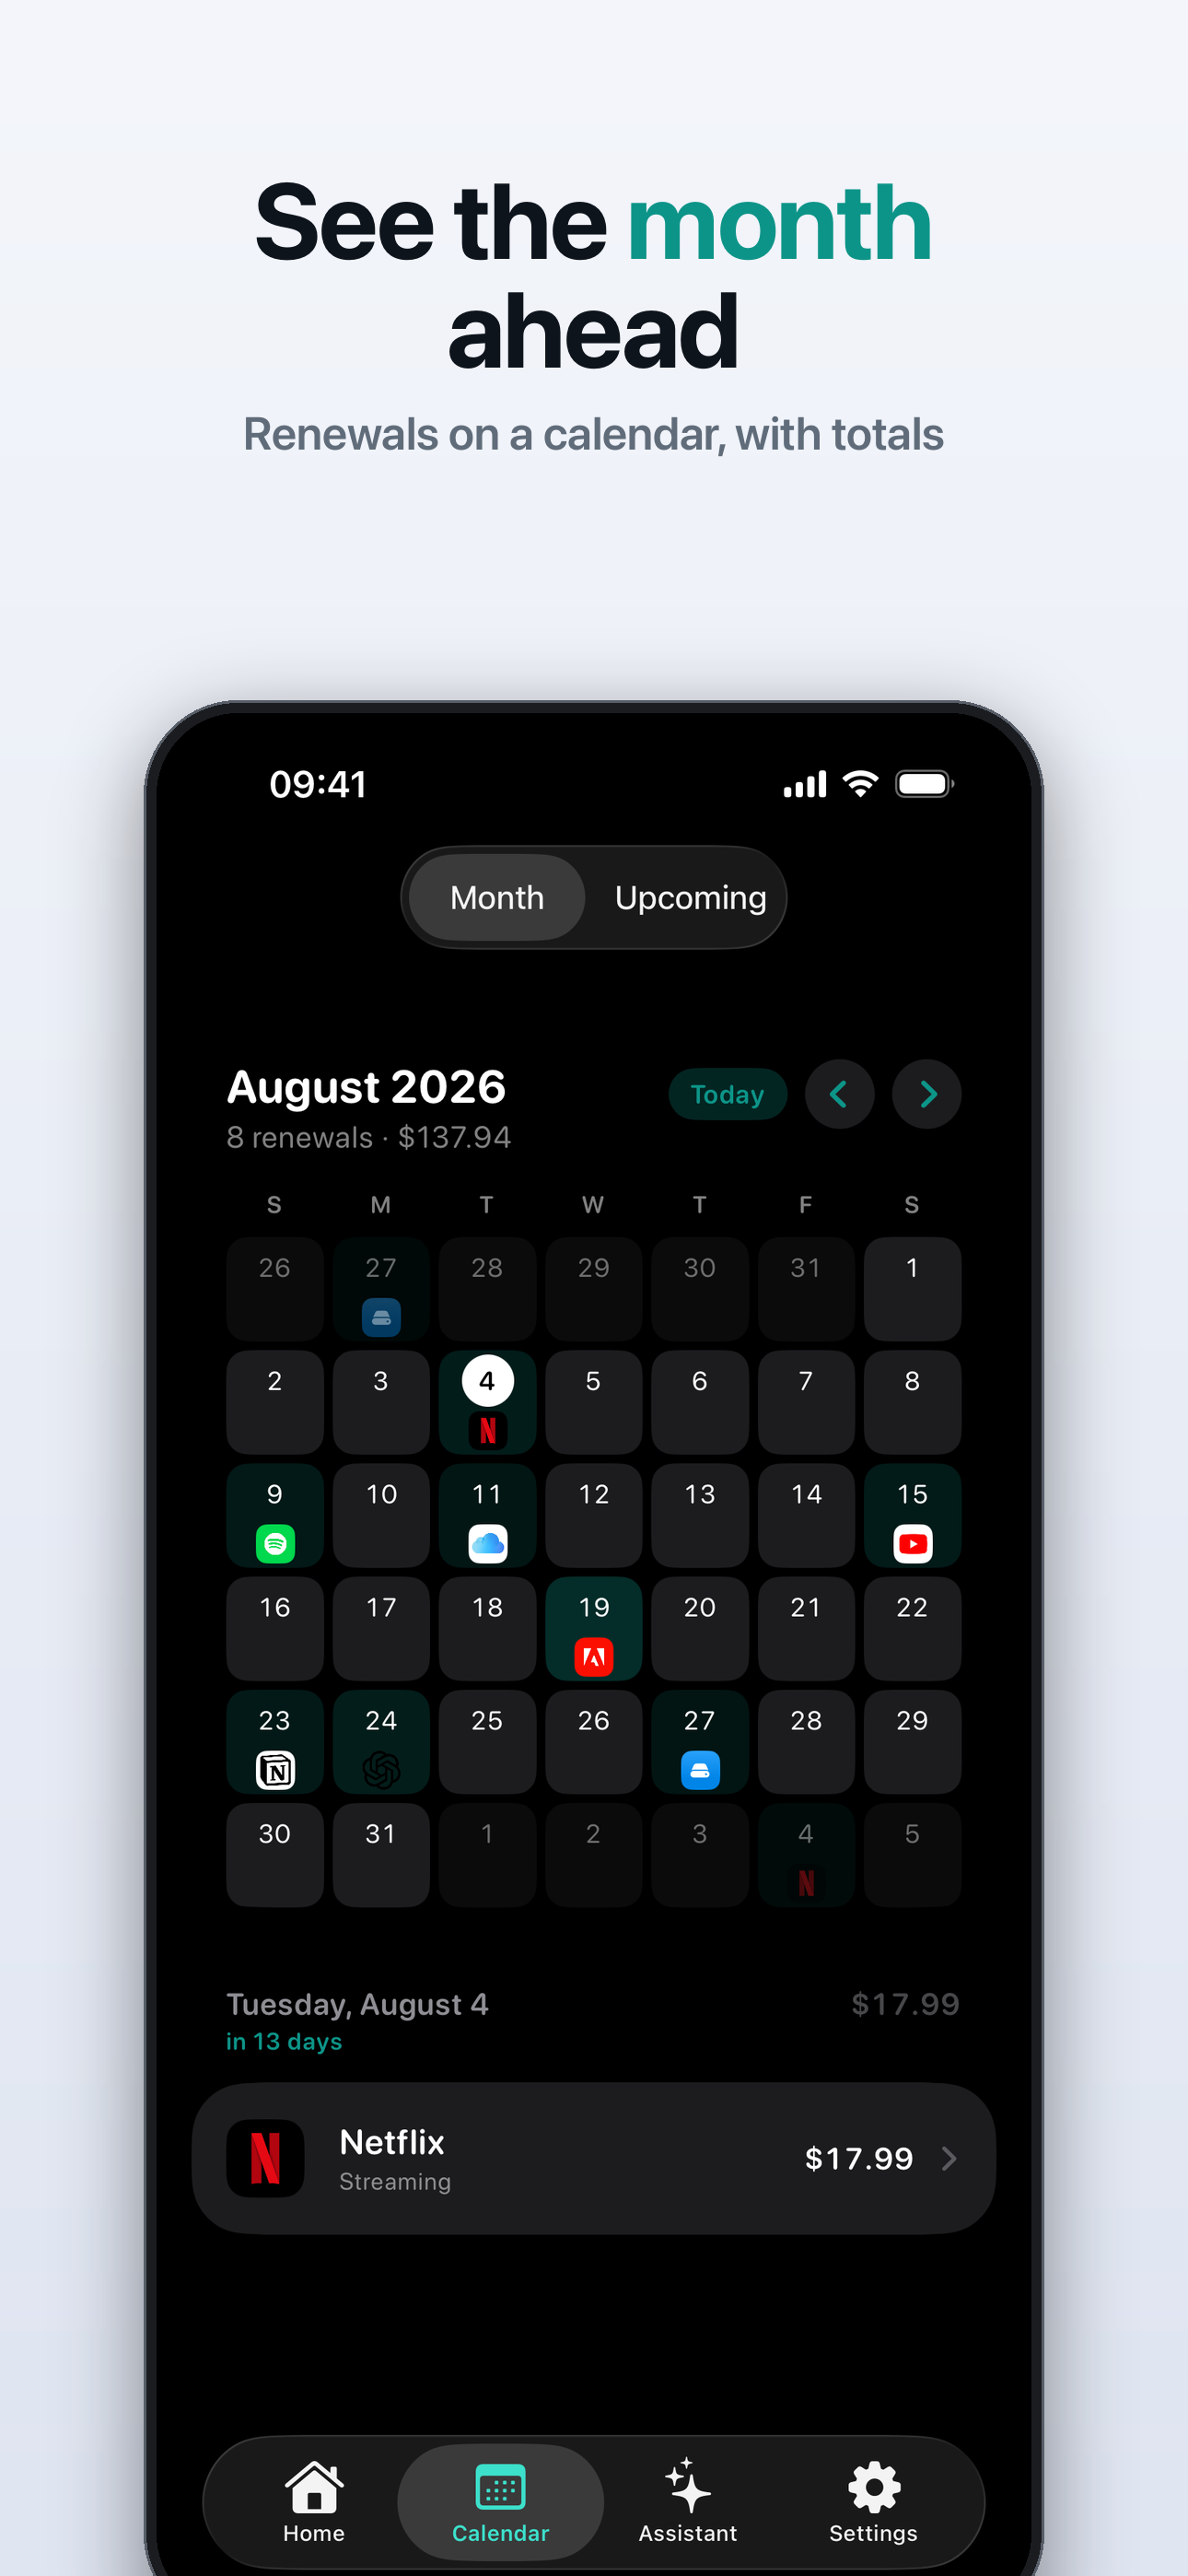 See the month
ahead
Renewals on a calendar, with totals
09:41
Month Upcoming
August 2026
8 renewals · $137.94
Today
S M T W T F S
26 27 28 29 30 31 1
2 3 4 5 6 7 8
N
9 10 11 12 13 14 15
16 17 18 19 20 21 22
23 24 25 26 27 28 29
N
30 31 1 2 3 4 5
N
Tuesday, August 4 $17.99
in 13 days
N
Netflix
Streaming
$17.99
Home Calendar Assistant Settings